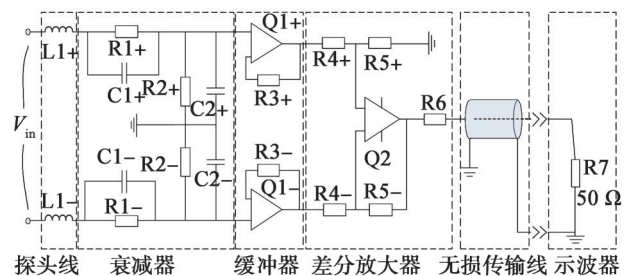 Q1+
L1+
R1+
R4+
R5+
C1+
R2+
C2+
R3+
R6
Vin
Q2
C1-
R2-
C2-
R3-
R7
50 Ω
L1-
R1-
Q1-
R4-
R5-
探头线 衰减器 缓冲器 差分放大器 无损传输线 示波器